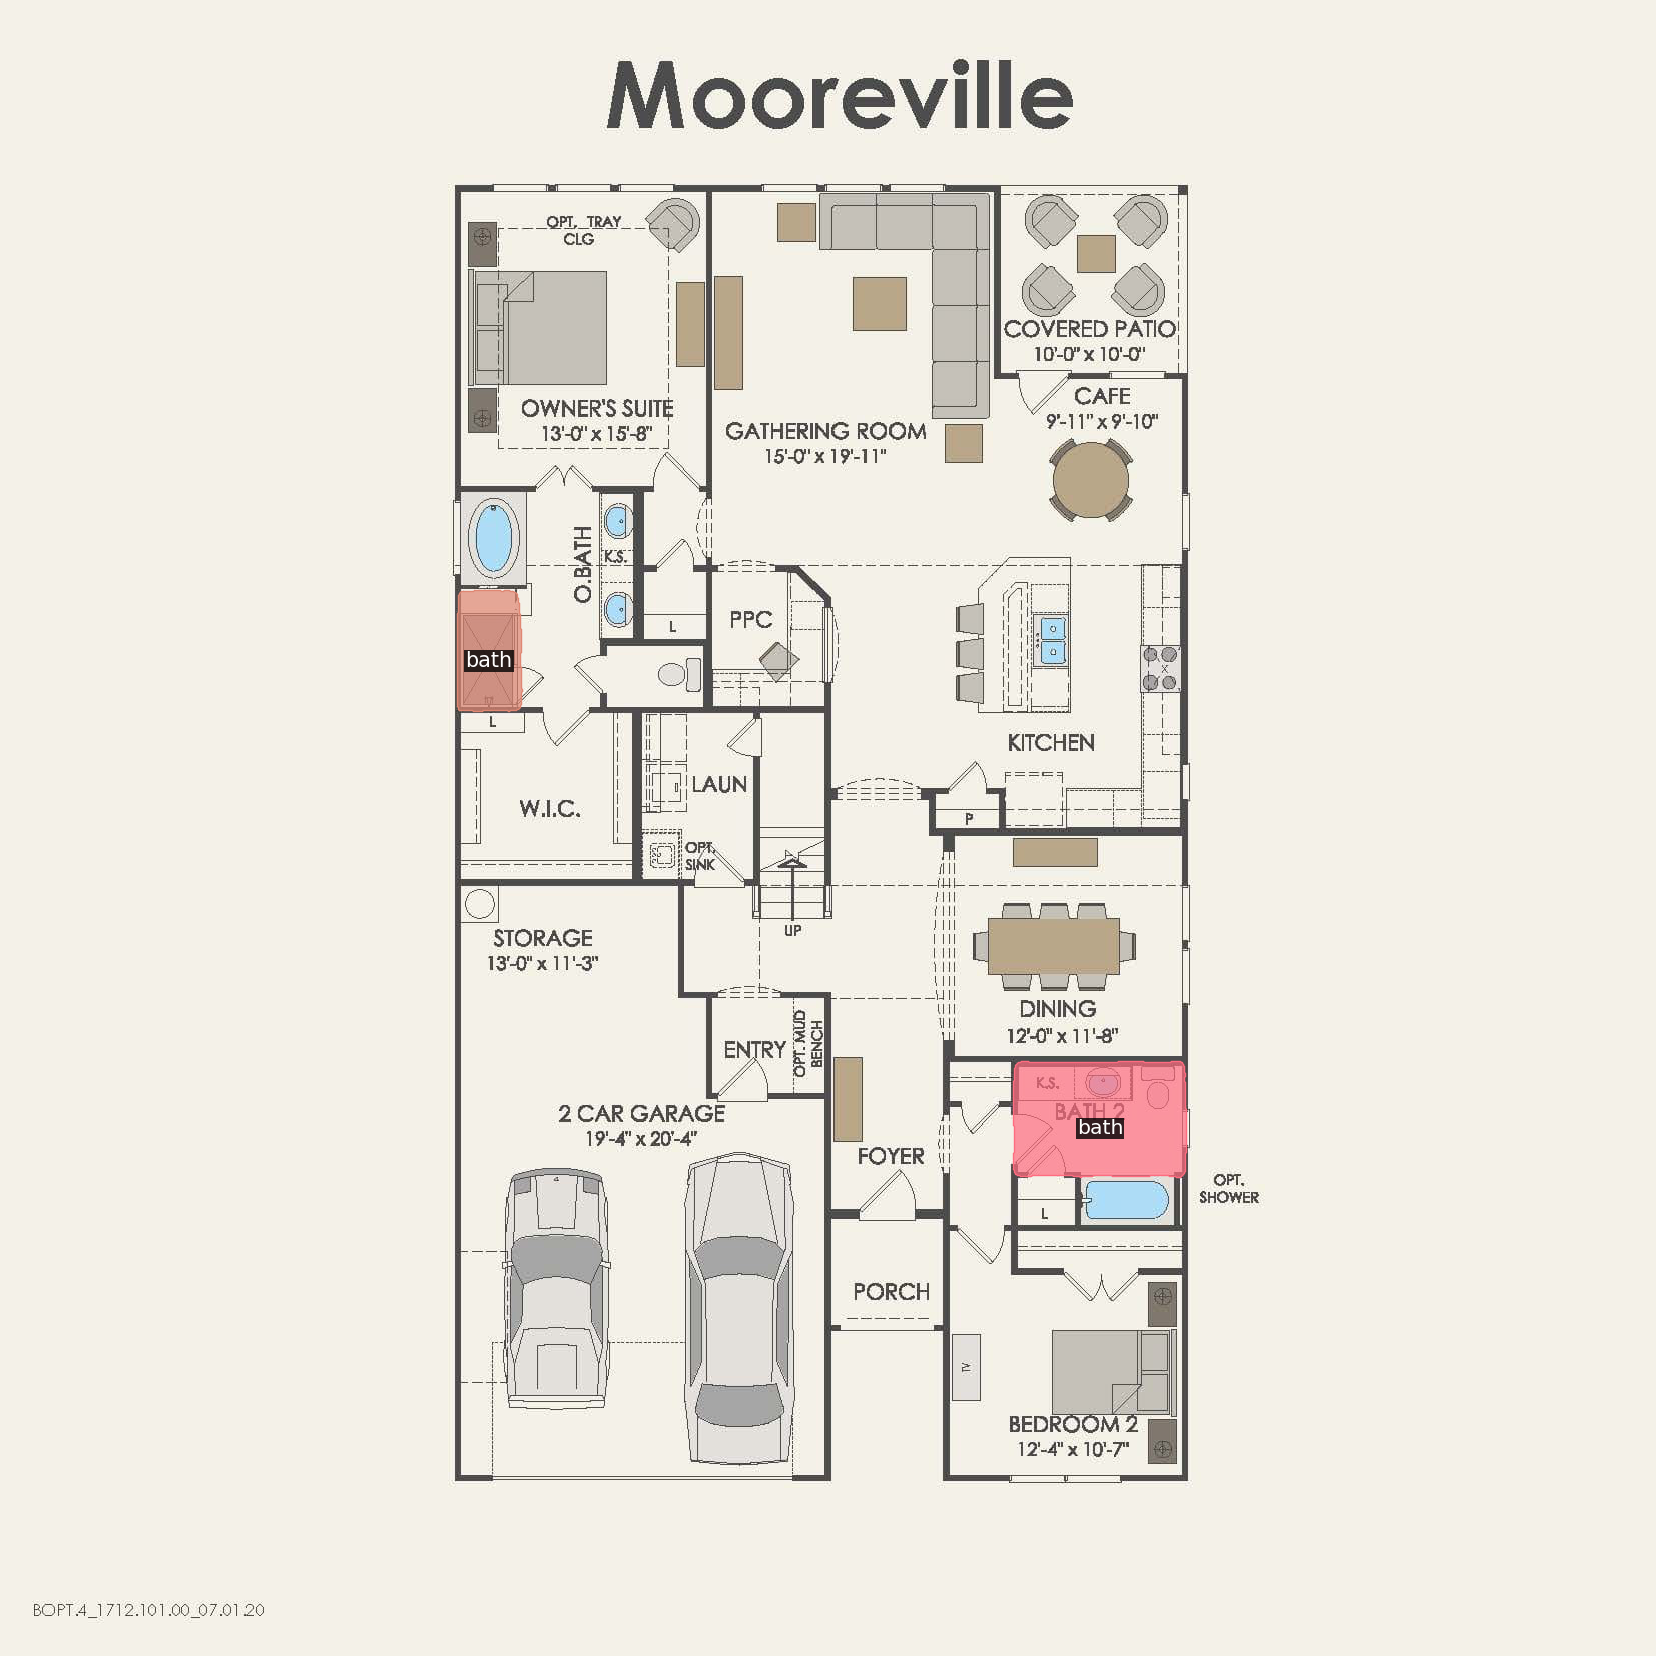 Mooreville
OPT. TRAY
CLG
OWNER'S SUITE
13'-0" x 15'-8"
GATHERING ROOM
15'-0" x 19'-11"
COVERED PATIO
10'-0" x 10'-0"
CAFE
9'-11" x 9'-10"
O.BATH
K.S.
L
PPC
bath
L
X
KITCHEN
LAUN
W.I.C.
OPT.
SINK
P
UP
STORAGE
13'-0" x 11'-3"
DINING
12'-0" x 11'-8"
ENTRY
OPT. MUD
BENCH
K.S.
BATH 2
bath
2 CAR GARAGE
19'-4" x 20'-4"
FOYER
OPT.
SHOWER
L
PORCH
TV
BEDROOM 2
12'-4" x 10'-7"
BOPT.4_1712.101.00_07.01.20